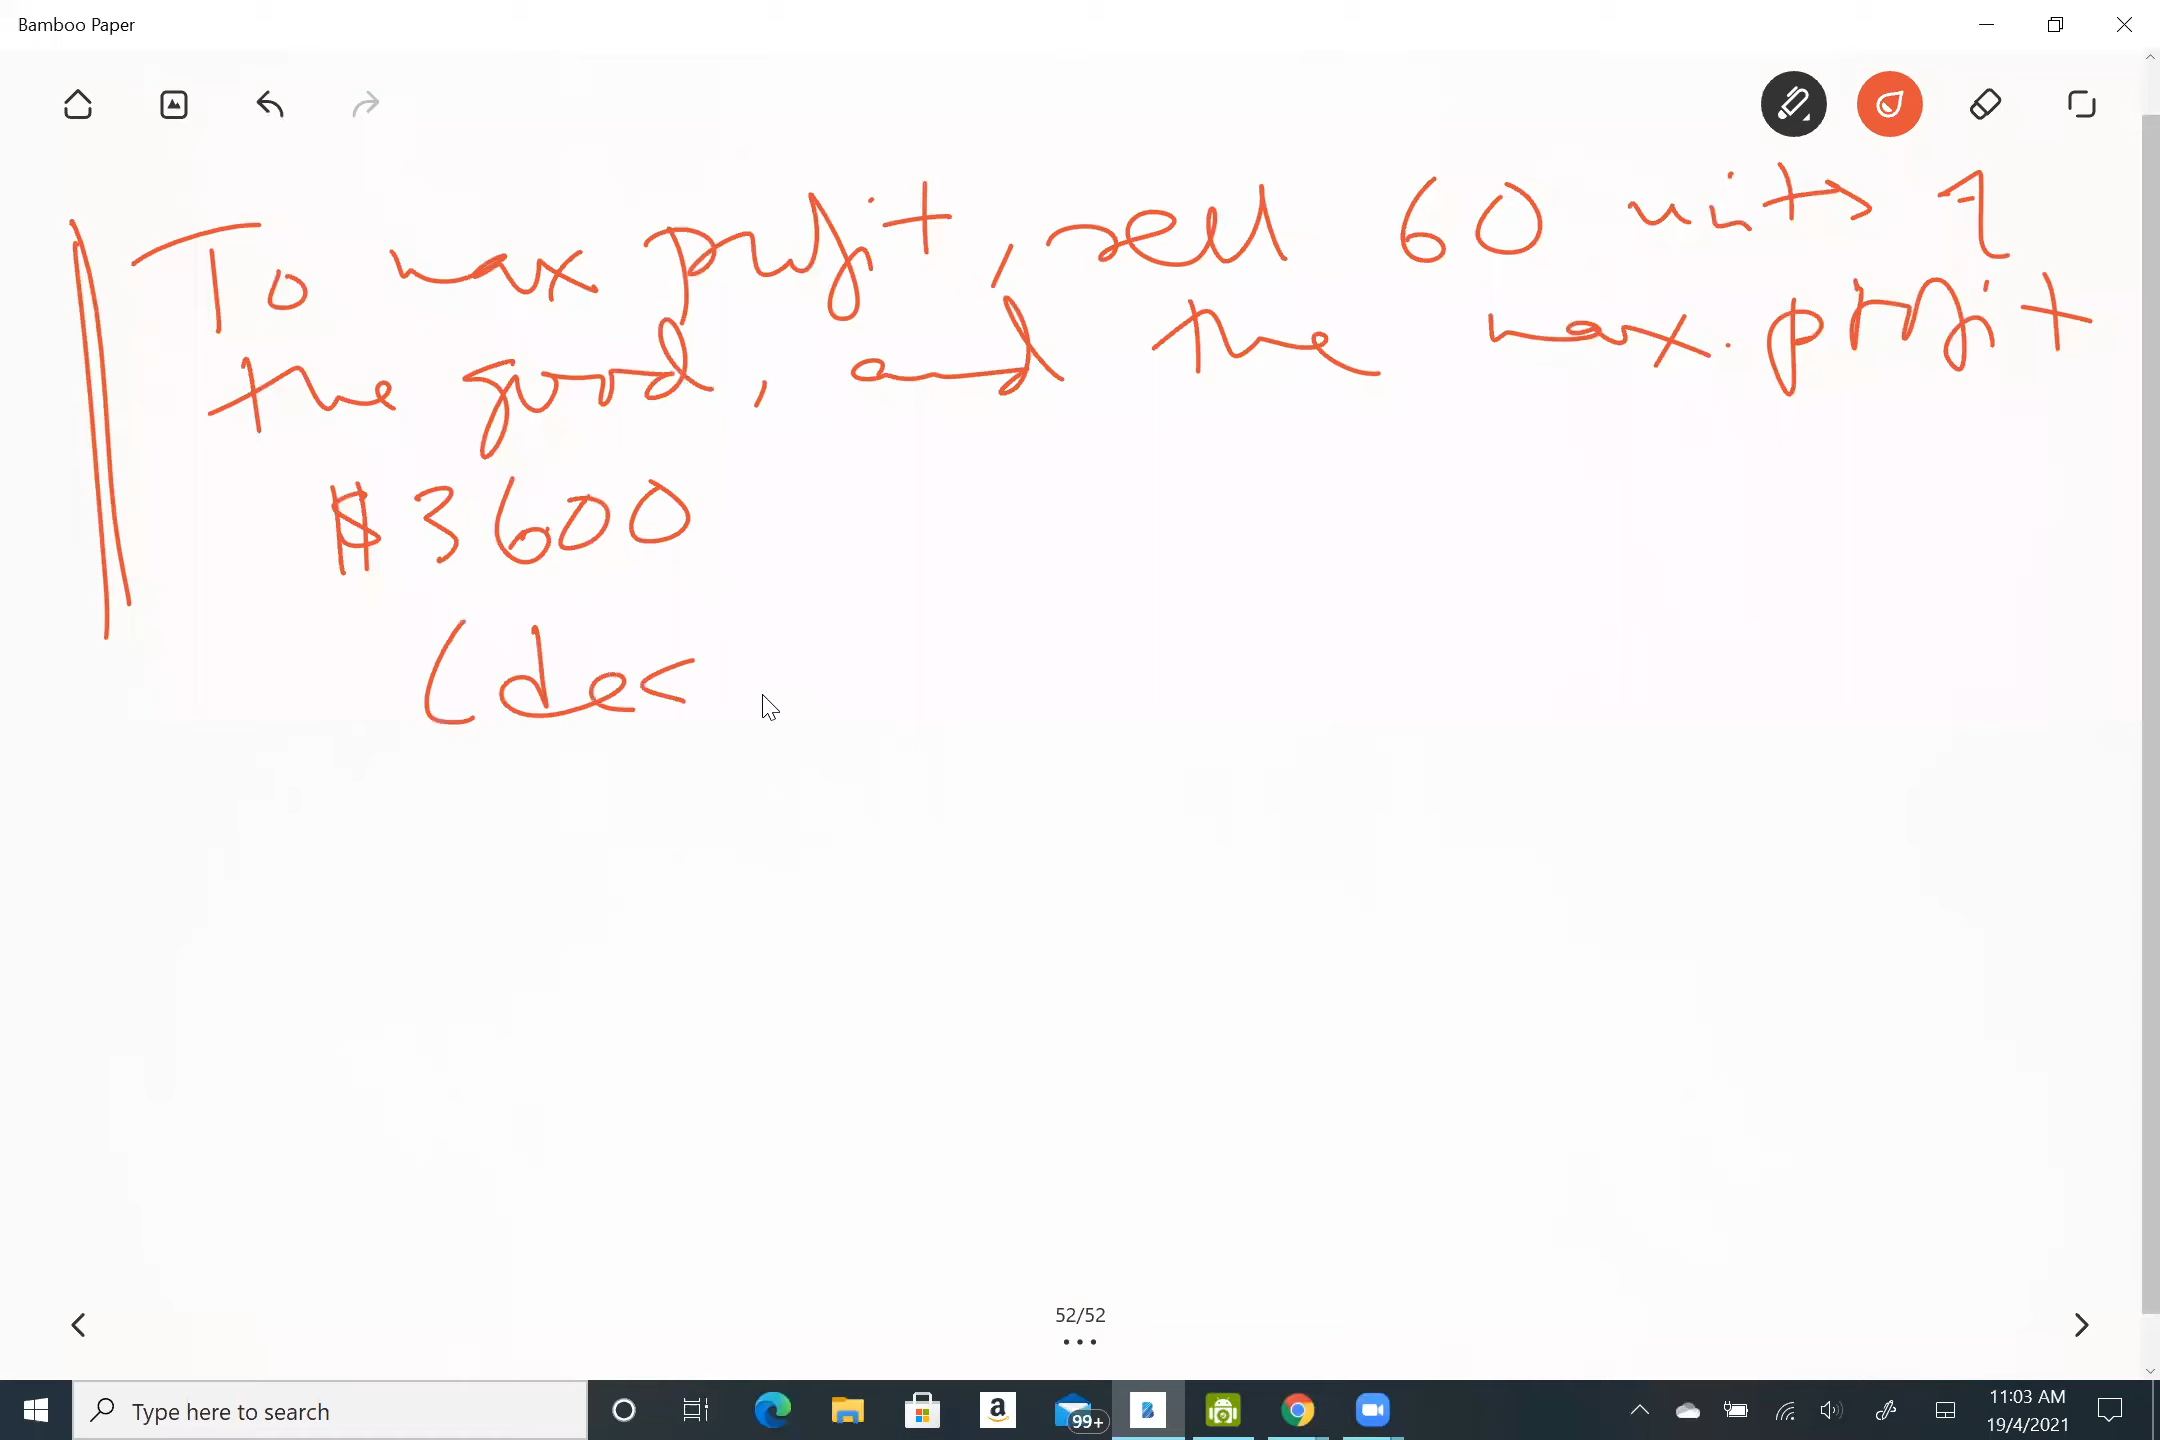 Bamboo Paper
To max profit, sell 60 units of
the good, and the max. profit
$3600
(dec
52/52
Type here to search
a
99+
B
11:03 AM
19/4/2021